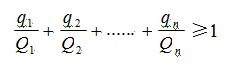 q₁/Q₁ + q₂/Q₂ + ...... + qₙ/Qₙ ≥1